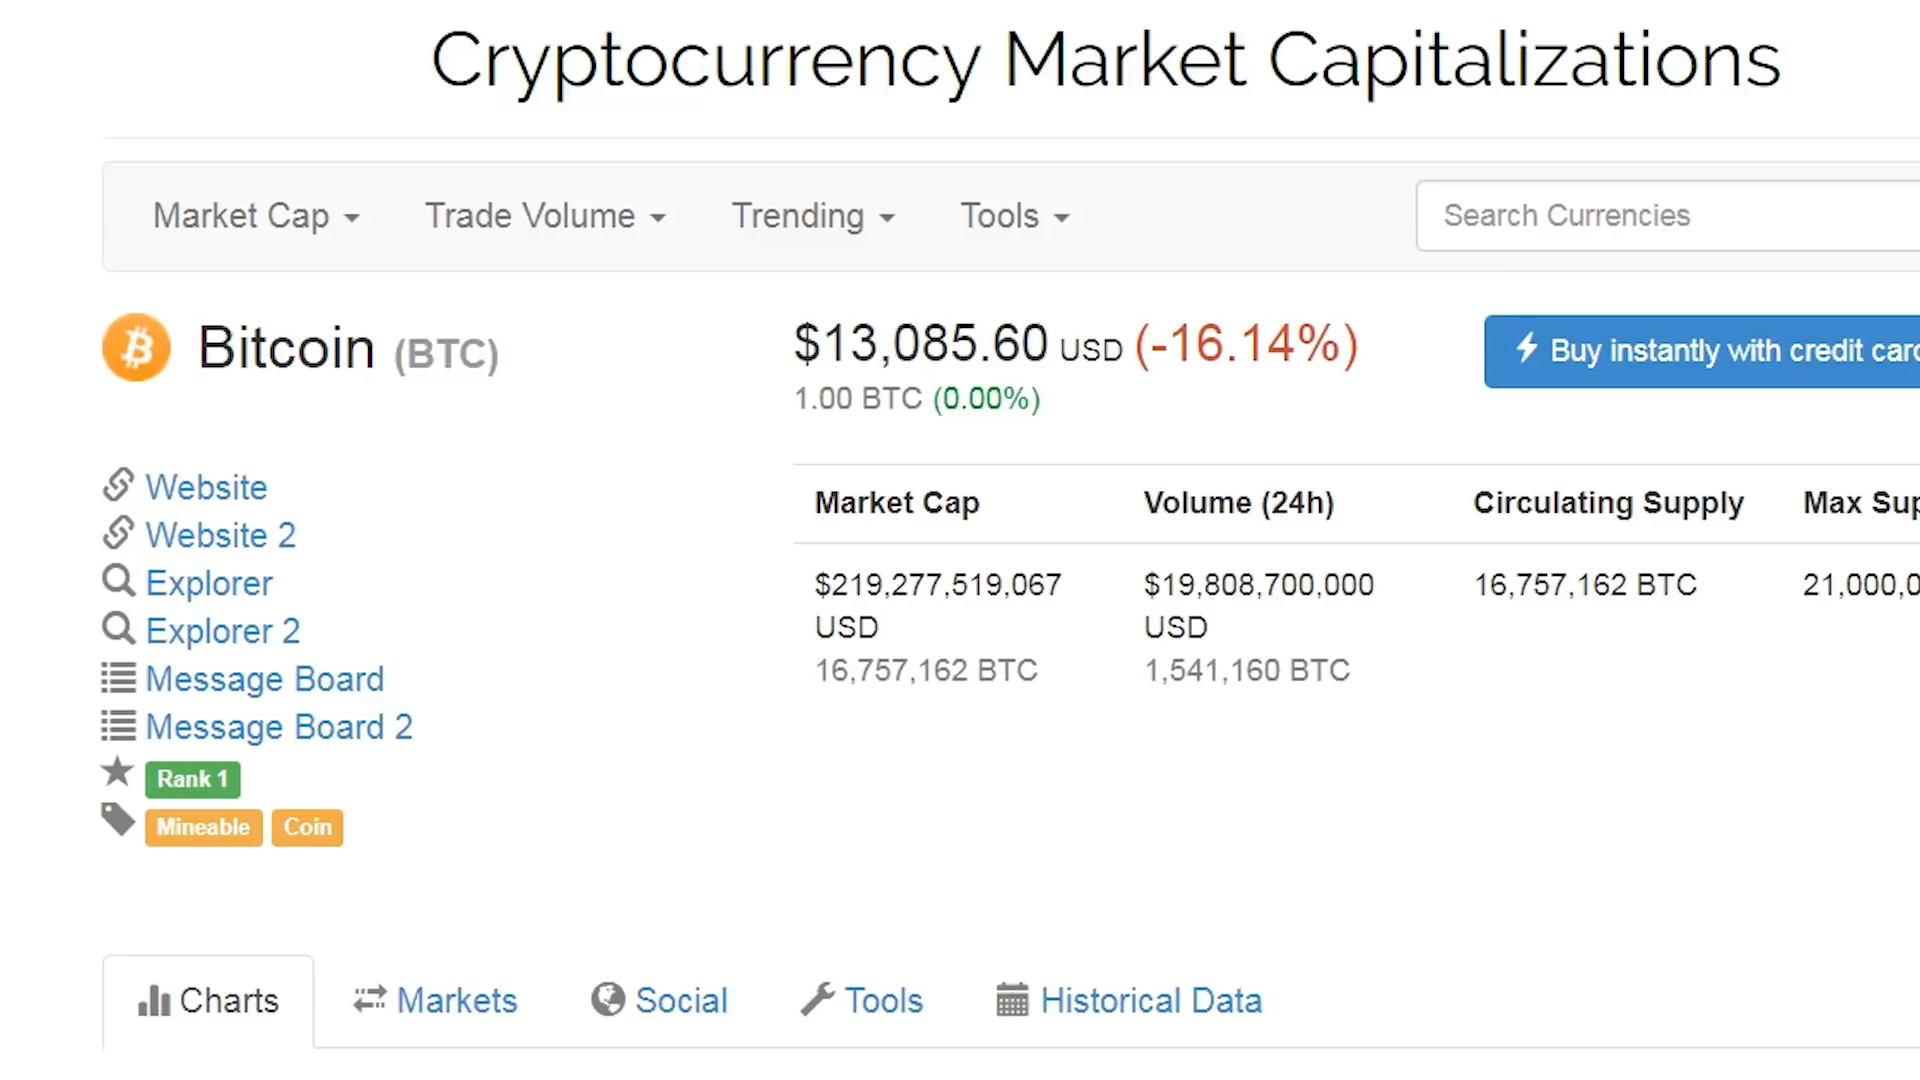 Cryptocurrency Market Capitalizations
Market Cap Trade Volume Trending Tools Search Currencies
Bitcoin (BTC) $13,085.60 USD (-16.14%)
1.00 BTC (0.00%)
Buy instantly with credit card
Website
Website 2
Explorer
Explorer 2
Message Board
Message Board 2
Rank 1
Mineable Coin
Market Cap Volume (24h) Circulating Supply Max
$219,277,519,067 $19,808,700,000 16,757,162 BTC
USD USD
16,757,162 BTC 1,541,160 BTC
Charts Markets Social Tools Historical Data